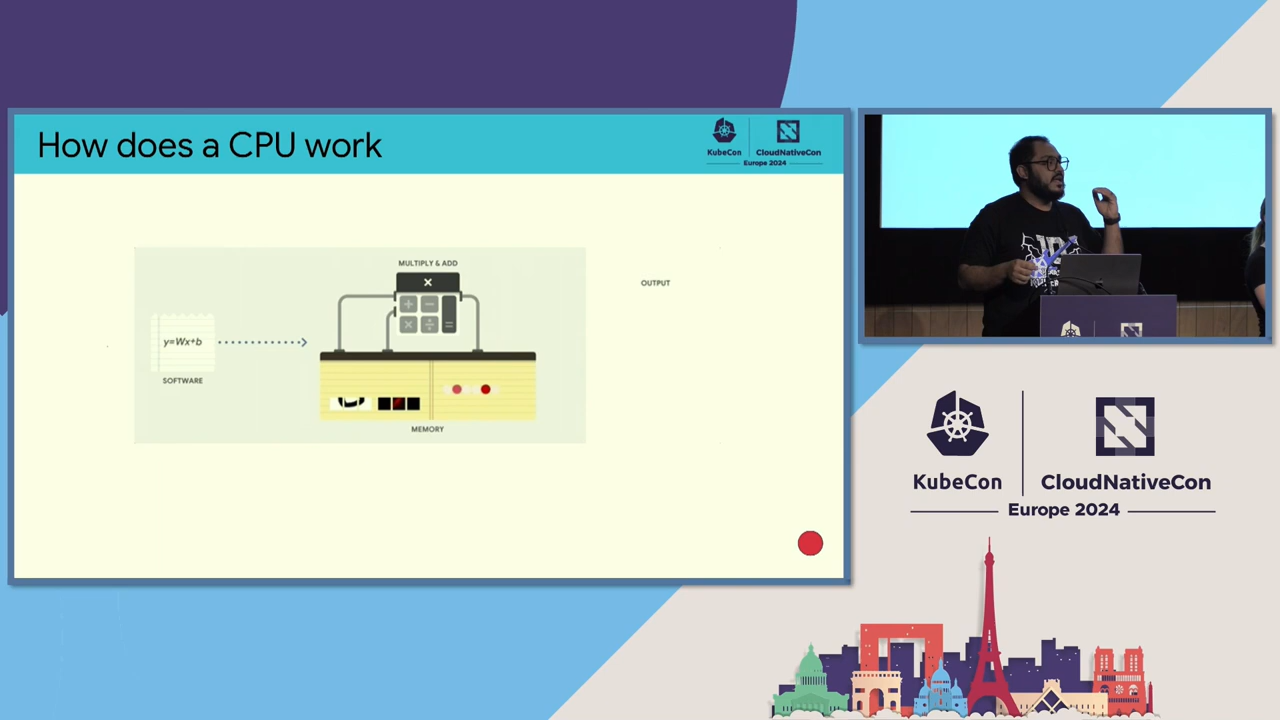 How does a CPU work
KubeCon
CloudNativeCon
Europe 2024
MULTIPLY & ADD
×
+ −
× ÷ =
y=Wx+b
SOFTWARE
MEMORY
OUTPUT
KubeCon
CloudNativeCon
Europe 2024